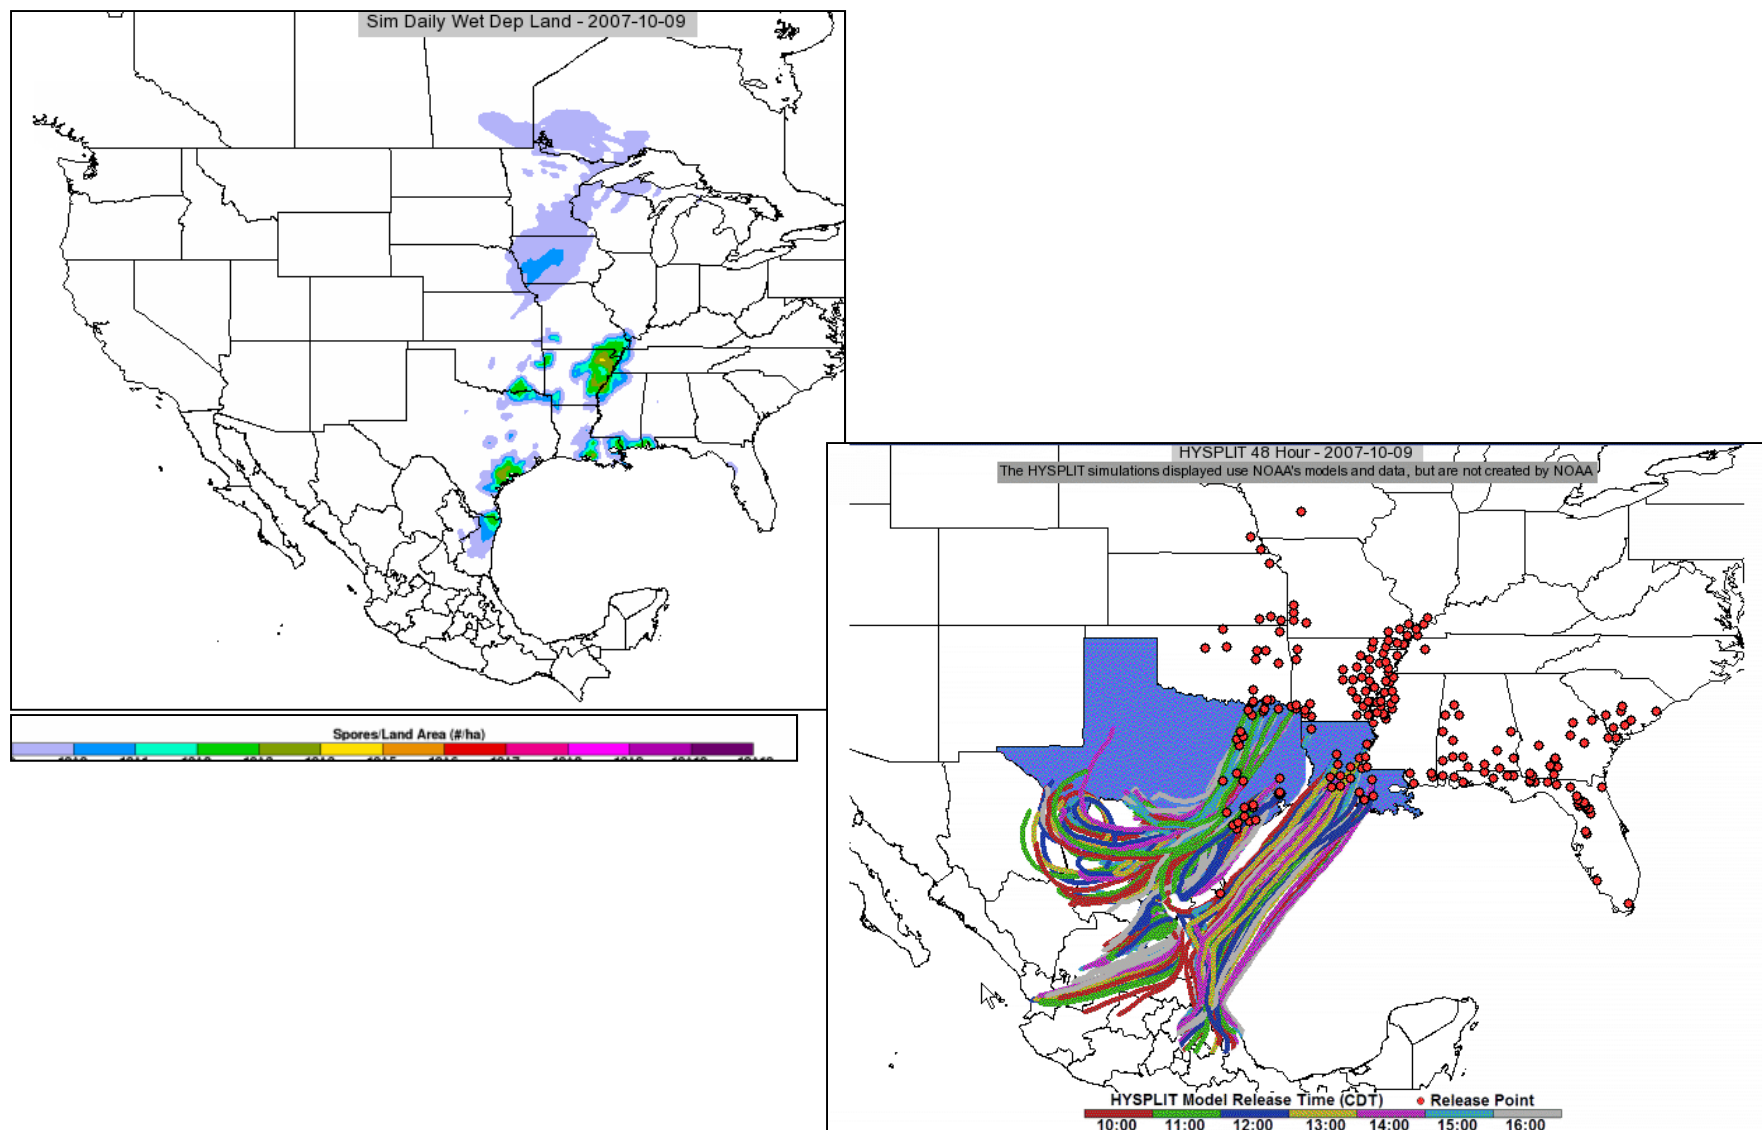 Sim Daily Wet Dep Land - 2007-10-09
Spores/Land Area (#/ha)
HYSPLIT 48 Hour - 2007-10-09
The HYSPLIT simulations displayed use NOAA's models and data, but are not created by NOAA
HYSPLIT Model Release Time (CDT) Release Point
10:00 11:00 12:00 13:00 14:00 15:00 16:00